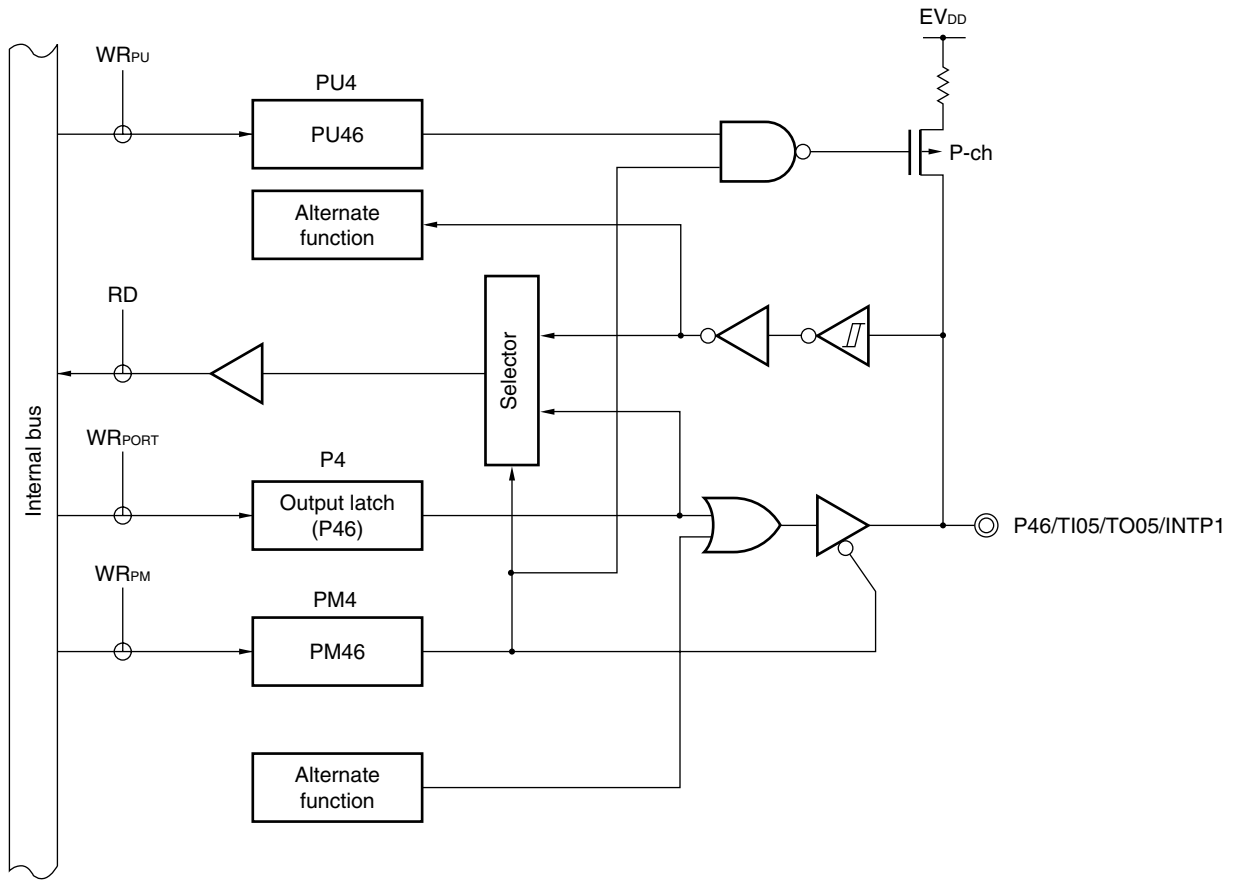 EVDD
WRPU
PU4
PU46
P-ch
Alternate
function
RD
Selector
Internal bus
WRPORT
P4
Output latch
(P46)
P46/TI05/TO05/INTP1
WRPM
PM4
PM46
Alternate
function